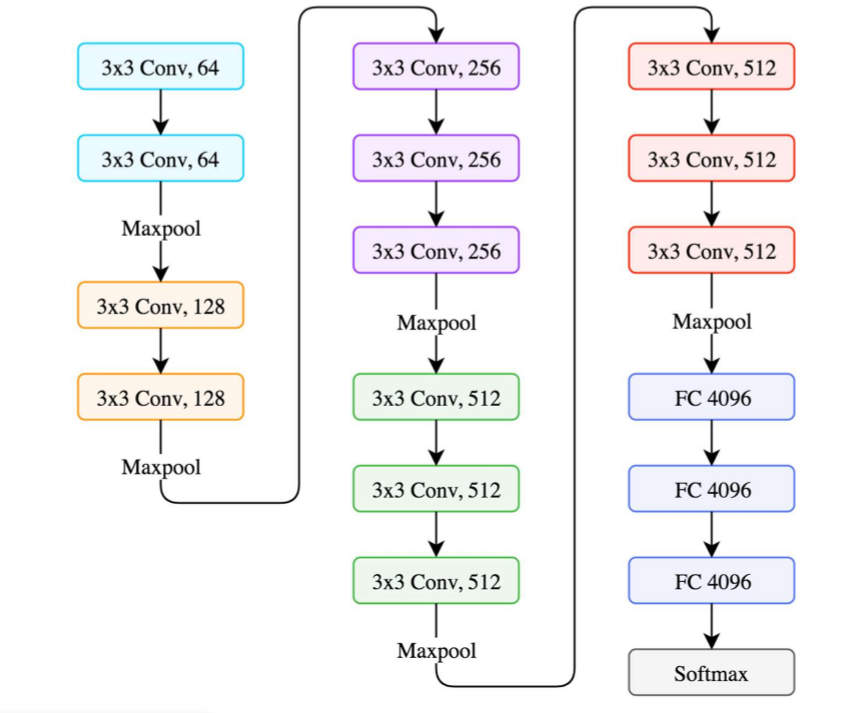 3x3 Conv, 64
3x3 Conv, 64
Maxpool
3x3 Conv, 128
3x3 Conv, 128
Maxpool
3x3 Conv, 256
3x3 Conv, 256
3x3 Conv, 256
Maxpool
3x3 Conv, 512
3x3 Conv, 512
3x3 Conv, 512
Maxpool
3x3 Conv, 512
3x3 Conv, 512
3x3 Conv, 512
Maxpool
FC 4096
FC 4096
FC 4096
Softmax